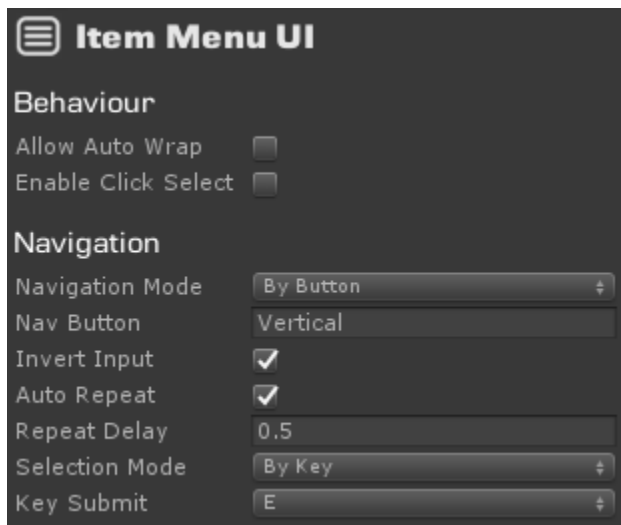 Item Menu UI
Behaviour
Allow Auto Wrap
Enable Click Select
Navigation
Navigation Mode By Button
Nav Button Vertical
Invert Input
Auto Repeat
Repeat Delay 0.5
Selection Mode By Key
Key Submit E